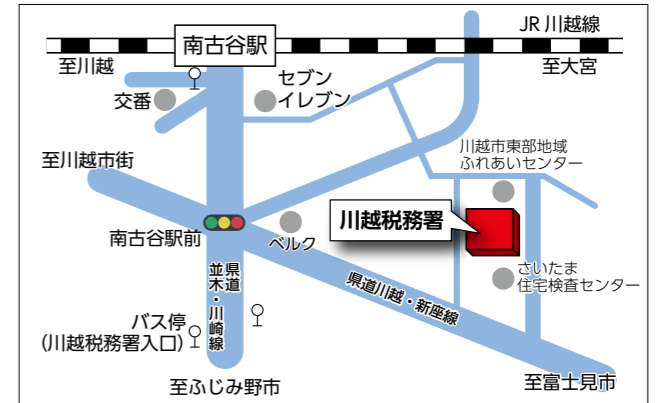 JR 川越線
南古谷駅
至川越
至大宮
セブン
イレブン
交番
川越市東部地域
ふれあいセンター
至川越市街
川越税務署
南古谷駅前
ベルク
さいたま
住宅検査センター
県道
並木・川崎線
県道川越・新座線
バス停
(川越税務署入口)
至ふじみ野市
至富士見市